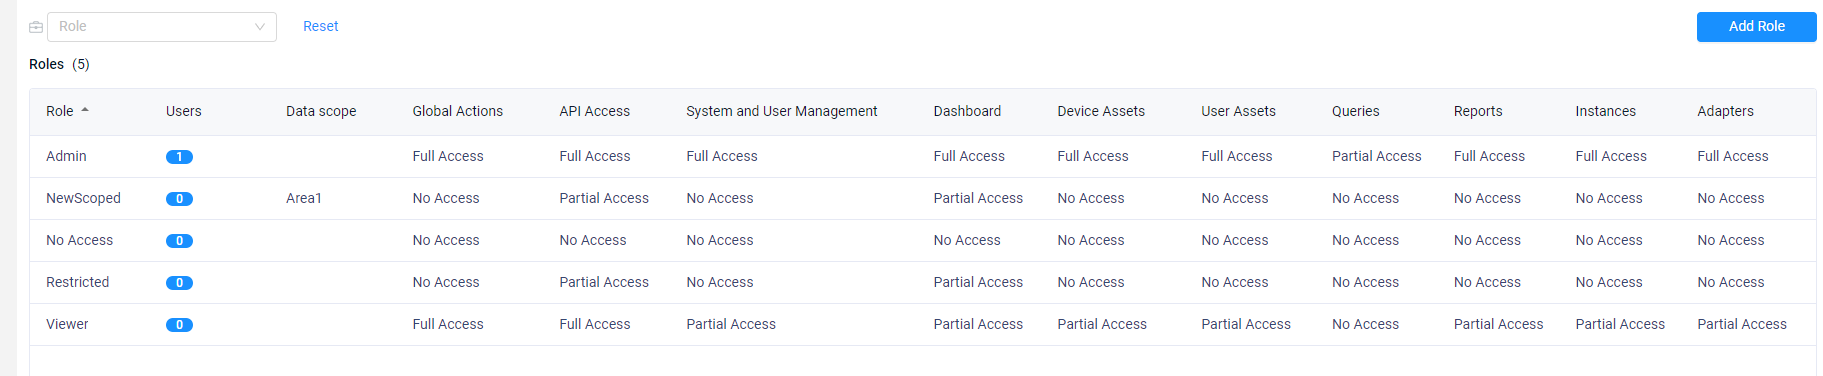 Role Reset Add Role
Roles (5)
Role Users Data scope Global Actions API Access System and User Management Dashboard Device Assets User Assets Queries Reports Instances Adapters
Admin 1 Full Access Full Access Full Access Full Access Full Access Full Access Partial Access Full Access Full Access Full Access
NewScoped 0 Area1 No Access Partial Access No Access Partial Access No Access No Access No Access No Access No Access No Access
No Access 0 No Access No Access No Access No Access No Access No Access No Access No Access No Access No Access
Restricted 0 No Access Partial Access No Access Partial Access No Access No Access No Access No Access No Access No Access
Viewer 0 Full Access Full Access Partial Access Partial Access Partial Access Partial Access No Access Partial Access Partial Access Partial Access